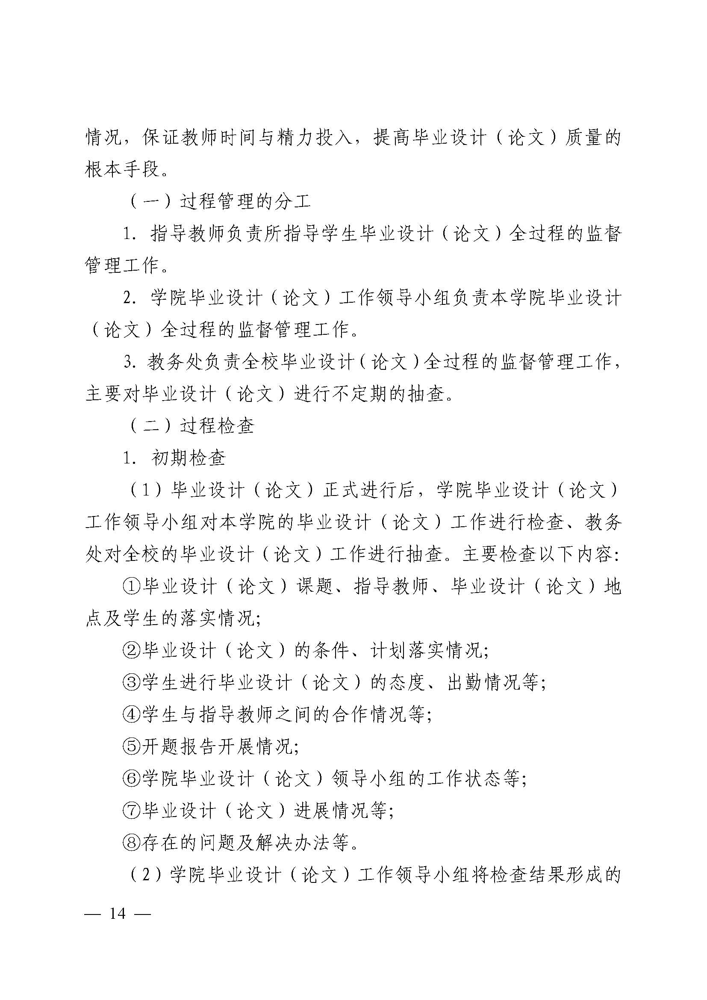 情况，保证教师时间与精力投入，提高毕业设计（论文）质量的
根本手段。
（一）过程管理的分工
1. 指导教师负责所指导学生毕业设计（论文）全过程的监督
管理工作。
2. 学院毕业设计（论文）工作领导小组负责本学院毕业设计
（论文）全过程的监督管理工作。
3. 教务处负责全校毕业设计（论文）全过程的监督管理工作，
主要对毕业设计（论文）进行不定期的抽查。
（二）过程检查
1. 初期检查
（1）毕业设计（论文）正式进行后，学院毕业设计（论文）
工作领导小组对本学院的毕业设计（论文）工作进行检查、教务
处对全校的毕业设计（论文）工作进行抽查。主要检查以下内容：
①毕业设计（论文）课题、指导教师、毕业设计（论文）地
点及学生的落实情况；
②毕业设计（论文）的条件、计划落实情况；
③学生进行毕业设计（论文）的态度、出勤情况等；
④学生与指导教师之间的合作情况等；
⑤开题报告开展情况；
⑥学院毕业设计（论文）领导小组的工作状态等；
⑦毕业设计（论文）进展情况等；
⑧存在的问题及解决办法等。
（2）学院毕业设计（论文）工作领导小组将检查结果形成的
— 14 —